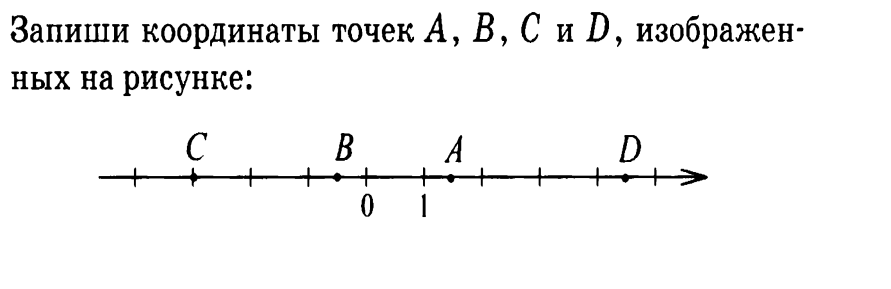 Запиши координаты точек A, B, C и D, изображен-
ных на рисунке:
C B A D
0 1